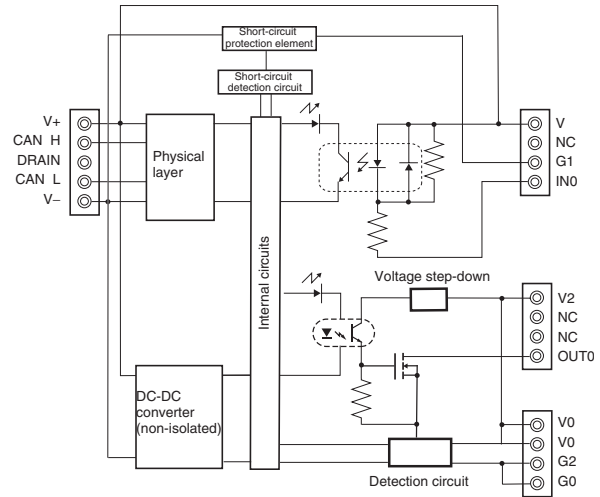 Short-circuit
protection element
Short-circuit
detection circuit
V+
CAN H
DRAIN
CAN L
V−
Physical
layer
Internal circuits
V
NC
G1
IN0
Voltage step-down
V2
NC
NC
OUT0
DC-DC
converter
(non-isolated)
V0
V0
G2
G0
Detection circuit